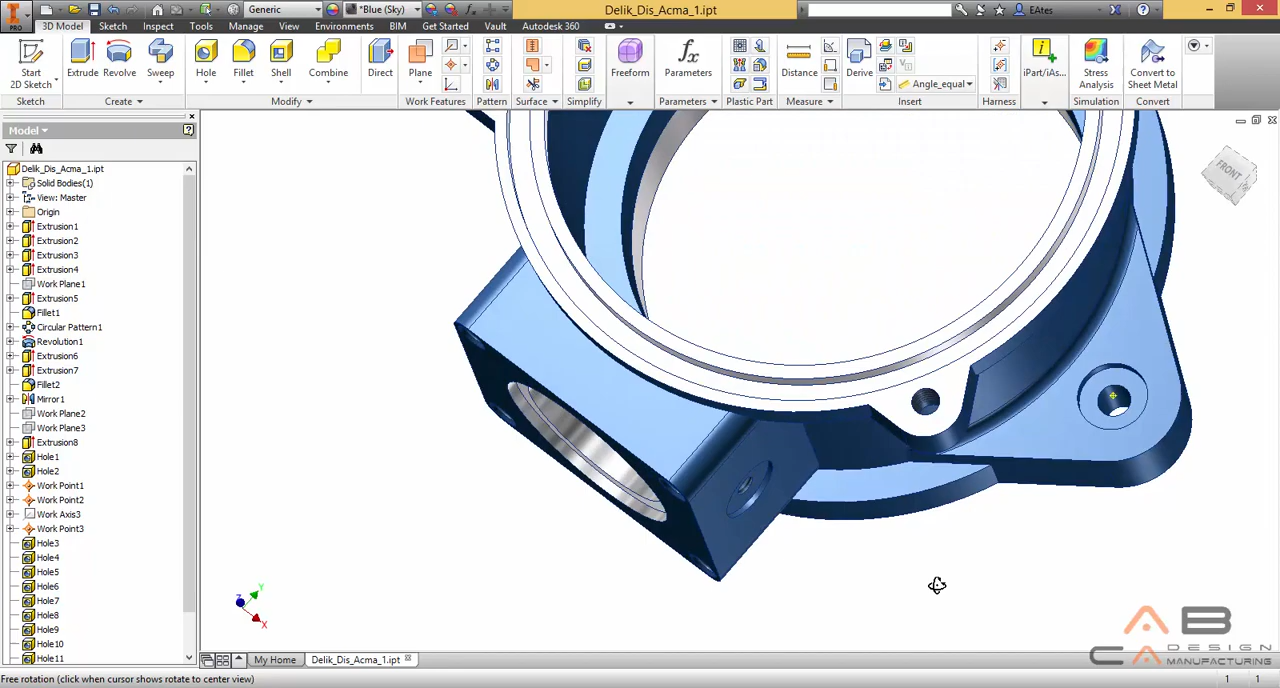 PRO
Generic
*Blue (Sky)
Delik_Dis_Acma_1.ipt
EAtes
3D Model Sketch Inspect Tools Manage View Environments BIM Get Started Vault Autodesk 360
Start
2D Sketch
Extrude Revolve Sweep Hole Fillet Shell Combine Direct Plane Freeform Parameters Distance Derive Angle_equal iPart/iAs... Stress
Analysis
Convert to
Sheet Metal
Sketch Create Modify Work Features Pattern Surface Simplify Parameters Plastic Part Measure Insert Harness Simulation Convert
Model
Delik_Dis_Acma_1.ipt
Solid Bodies(1)
View: Master
Origin
Extrusion1
Extrusion2
Extrusion3
Extrusion4
Work Plane1
Extrusion5
Fillet1
Circular Pattern1
Revolution1
Extrusion6
Extrusion7
Fillet2
Mirror1
Work Plane2
Work Plane3
Extrusion8
Hole1
Hole2
Work Point1
Work Point2
Work Axis3
Work Point3
Hole3
Hole4
Hole5
Hole6
Hole7
Hole8
Hole9
Hole10
Hole11
FRONT
Z Y X
AB
CA DESIGN
MANUFACTURING
My Home Delik_Dis_Acma_1.ipt
Free rotation (click when cursor shows rotate to center view)
1 1